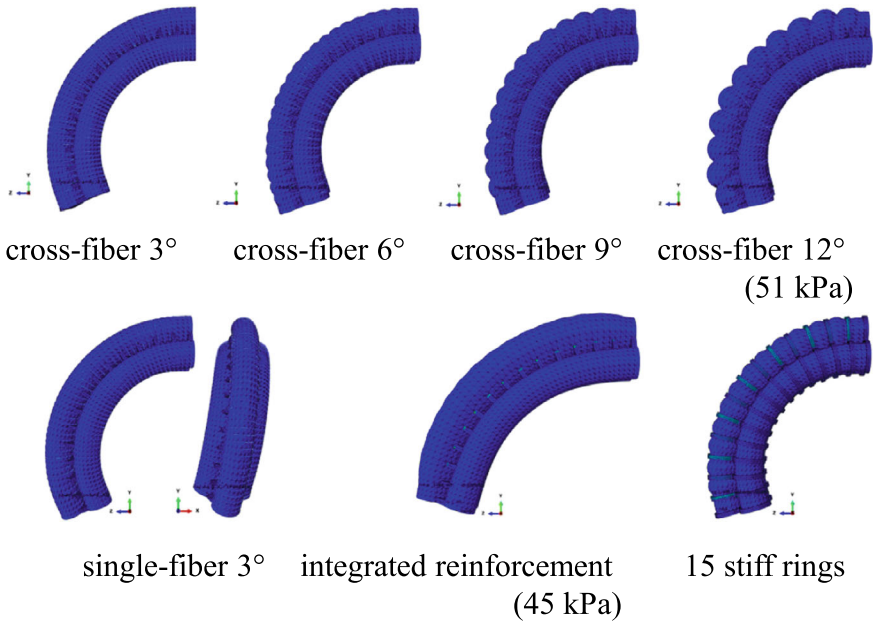 cross-fiber 3°
cross-fiber 6°
cross-fiber 9°
cross-fiber 12°
(51 kPa)
single-fiber 3°
integrated reinforcement
(45 kPa)
15 stiff rings